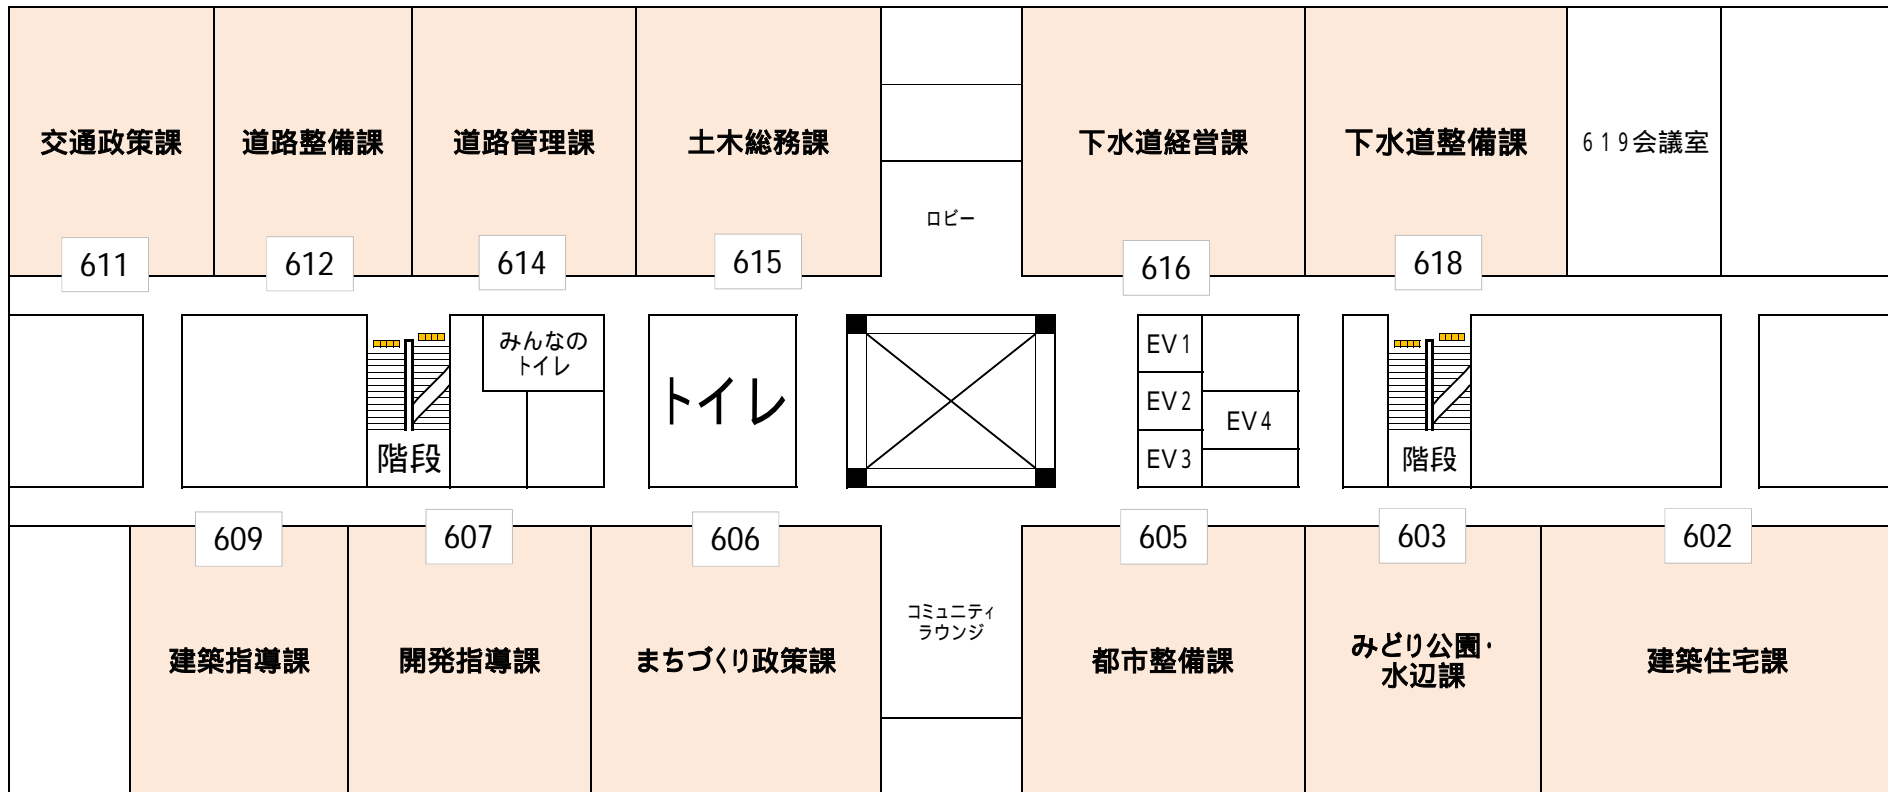 交通政策課
道路整備課
道路管理課
土木総務課
下水道経営課
下水道整備課
619会議室
ロビー
611
612
614
615
616
618
みんなの
トイレ
トイレ
階段
EV1
EV2
EV3
EV4
階段
609
607
606
605
603
602
コミュニティ
ラウンジ
建築指導課
開発指導課
まちづくり政策課
都市整備課
みどり公園・
水辺課
建築住宅課